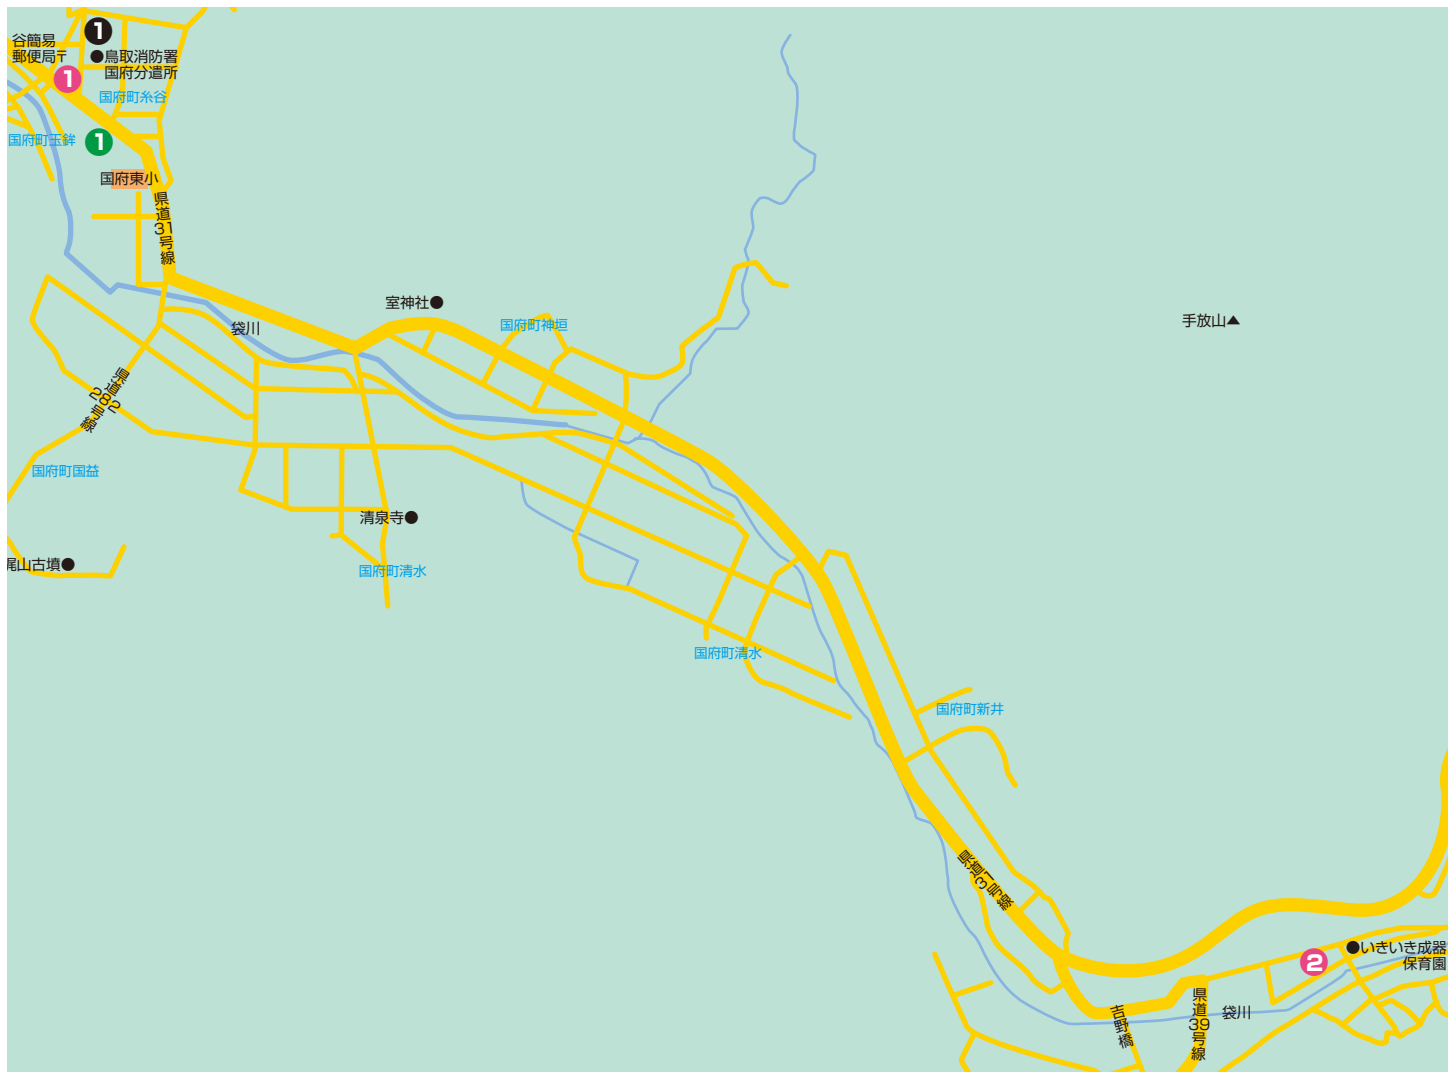 1
谷簡易
郵便局〒
●鳥取消防署
国府分遣所
1
国府町糸谷
国府町玉鉾
1
国府東小
県道31号線
室神社●
国府町神垣
袋川
手放山▲
県道282号線
国府町国益
清泉寺●
梶山古墳●
国府町清水
国府町清水
国府町新井
県道31号線
●いきいき成器
保育園
2
県道39号線
吉野橋
袋川